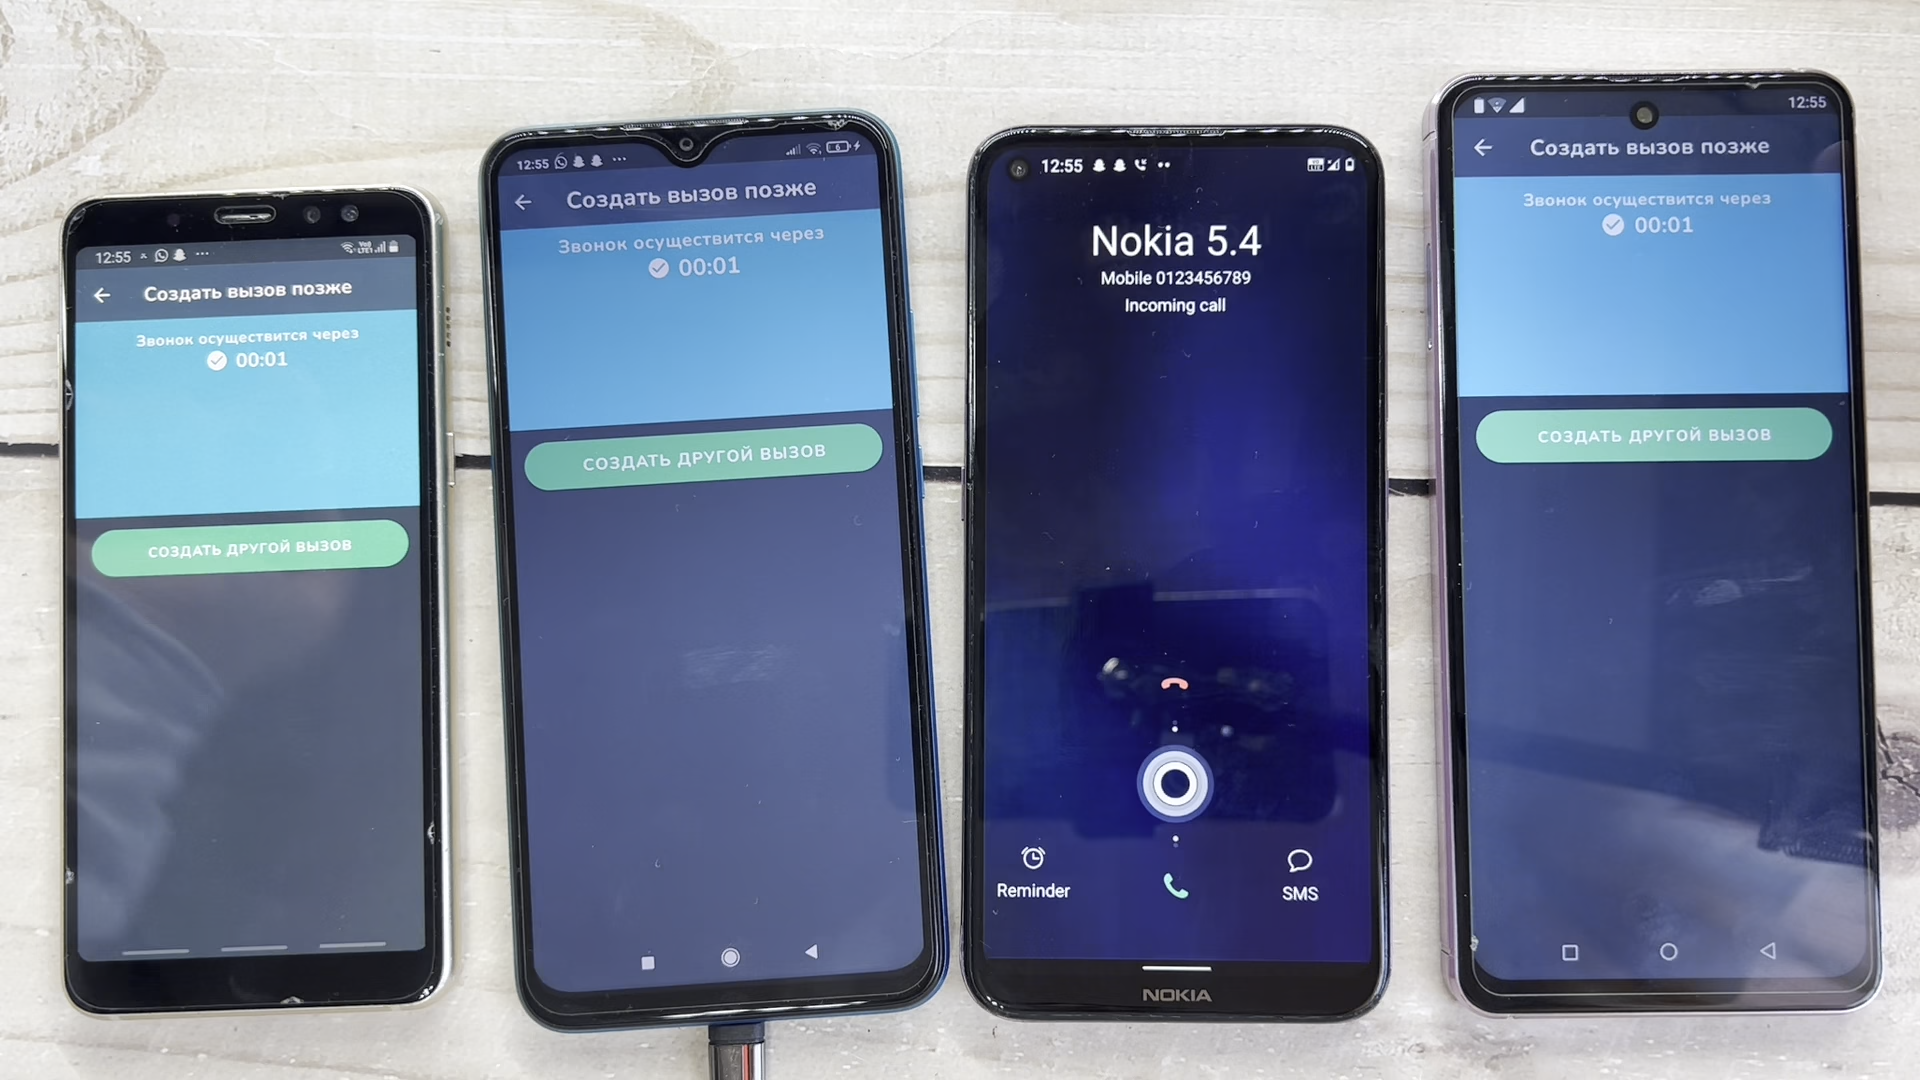 12:55
Создать вызов позже
Звонок осуществится через
00:01
СОЗДАТЬ ДРУГОЙ ВЫЗОВ
12:55
Создать вызов позже
Звонок осуществится через
00:01
СОЗДАТЬ ДРУГОЙ ВЫЗОВ
12:55
Nokia 5.4
Mobile 0123456789
Incoming call
Reminder
SMS
NOKIA
12:55
Создать вызов позже
Звонок осуществится через
00:01
СОЗДАТЬ ДРУГОЙ ВЫЗОВ